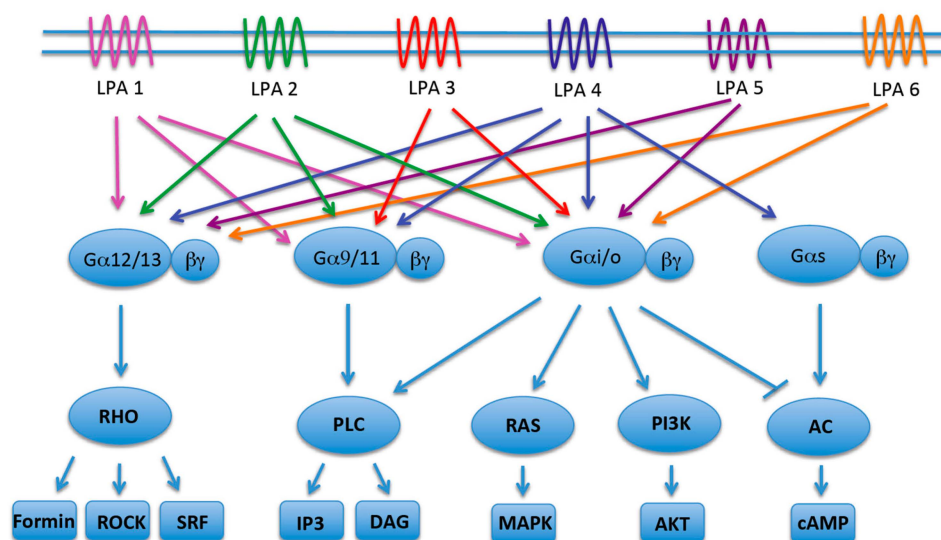 LPA 1 LPA 2 LPA 3 LPA 4 LPA 5 LPA 6
Gα12/13 βγ Gα9/11 βγ Gαi/o βγ Gαs βγ
RHO PLC RAS PI3K AC
Formin ROCK SRF IP3 DAG MAPK AKT cAMP